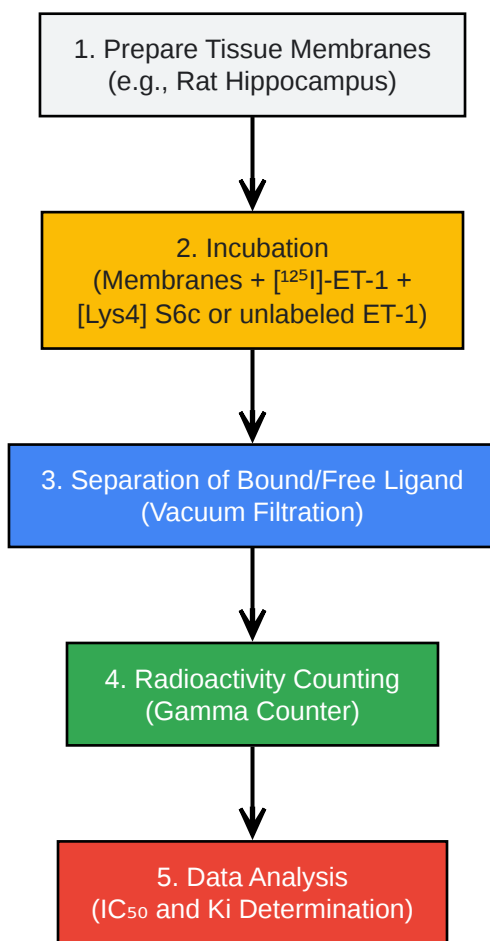 1. Prepare Tissue Membranes
(e.g., Rat Hippocampus)
2. Incubation
(Membranes + [¹²⁵I]-ET-1 +
[Lys4] S6c or unlabeled ET-1)
3. Separation of Bound/Free Ligand
(Vacuum Filtration)
4. Radioactivity Counting
(Gamma Counter)
5. Data Analysis
(IC₅₀ and Ki Determination)